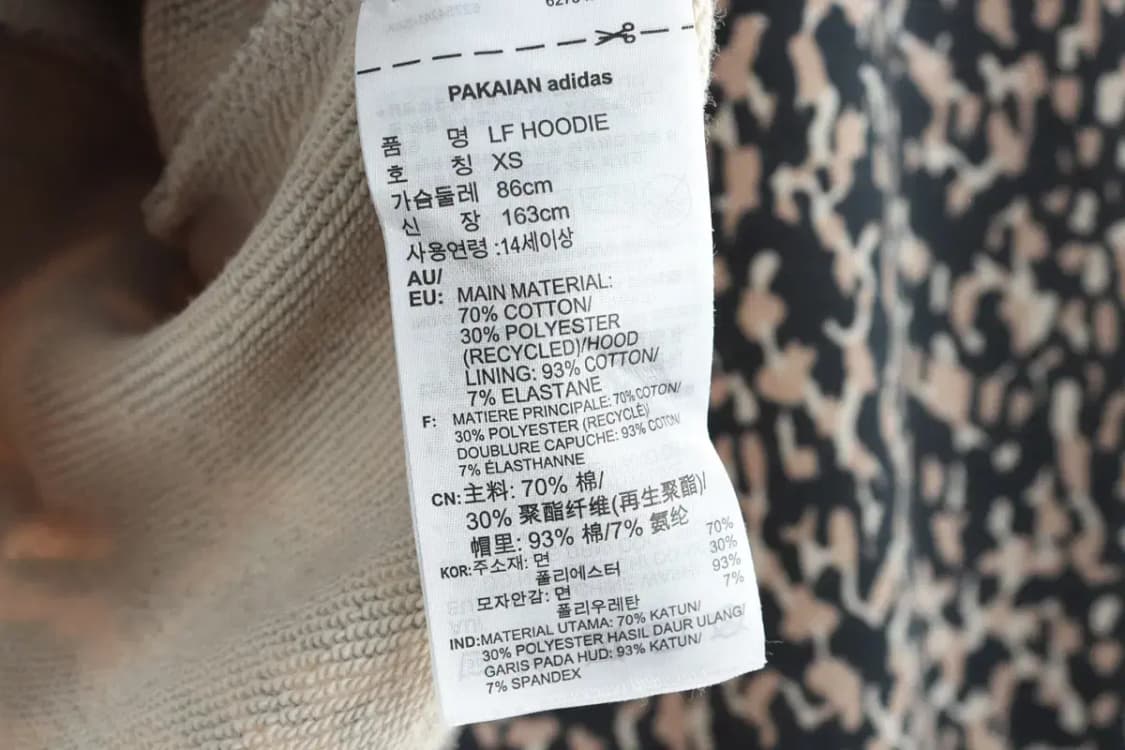 PAKAIAN adidas
품 명 LF HOODIE
호 칭 XS
가슴둘레 86cm
신 장 163cm
사용연령 :14세이상
AU/
EU: MAIN MATERIAL:
70% COTTON/
30% POLYESTER
(RECYCLED)/HOOD
LINING: 93% COTTON/
7% ELASTANE
F: MATIERE PRINCIPALE: 70% COTON/
30% POLYESTER (RECYCLÉ)/
DOUBLURE CAPUCHE: 93% COTON/
7% ÉLASTHANNE
CN: 主料: 70% 棉/
30% 聚酯纤维(再生聚酯)/
帽里: 93% 棉/7% 氨纶
KOR: 주소재: 면 70%
폴리에스터 30%
모자안감: 면 93%
폴리우레탄 7%
IND: MATERIAL UTAMA: 70% KATUN/
30% POLYESTER HASIL DAUR ULANG/
GARIS PADA HUD: 93% KATUN/
7% SPANDEX